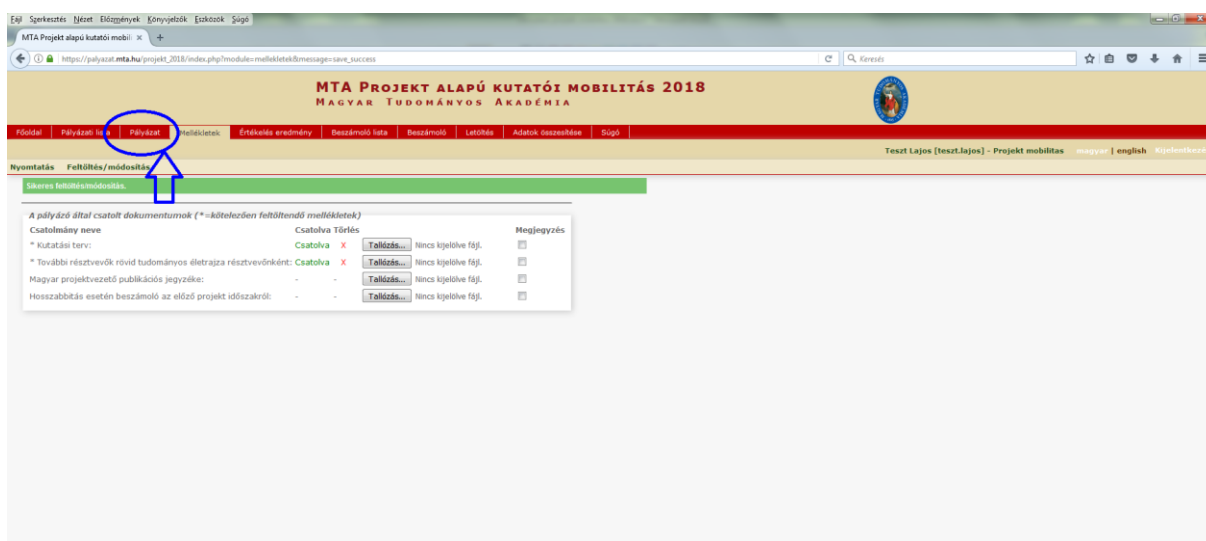 Fájl Szerkesztés Nézet Előzmények Könyvjelzők Eszközök Súgó
MTA Projekt alapú kutatói mobil × +
https://palyazat.mta.hu/projekt_2018/index.php?module=mellekletek&message=save_success Keresés
MTA PROJEKT ALAPÚ KUTATÓI MOBILITÁS 2018
MAGYAR TUDOMÁNYOS AKADÉMIA
Főoldal Pályázati lista Pályázat Mellékletek Értékelés eredmény Beszámoló lista Beszámoló Letöltés Adatok összesítése Súgó
Teszt Lajos [teszt.lajos] - Projekt mobilitas magyar | english Kijelentkezés
Nyomtatás Feltöltés/módosítás
Sikeres feltöltés/módosítás.
A pályázó által csatolt dokumentumok (*=kötelezően feltöltendő mellékletek)
Csatolmány neve Csatolva Törlés Megjegyzés
* Kutatási terv: Csatolva X Tallózás... Nincs kijelölve fájl.
* További résztvevők rövid tudományos életrajza résztvevőnként: Csatolva X Tallózás... Nincs kijelölve fájl.
Magyar projektvezető publikációs jegyzéke: - - Tallózás... Nincs kijelölve fájl.
Hosszabbítás esetén beszámoló az előző projekt időszakról: - - Tallózás... Nincs kijelölve fájl.